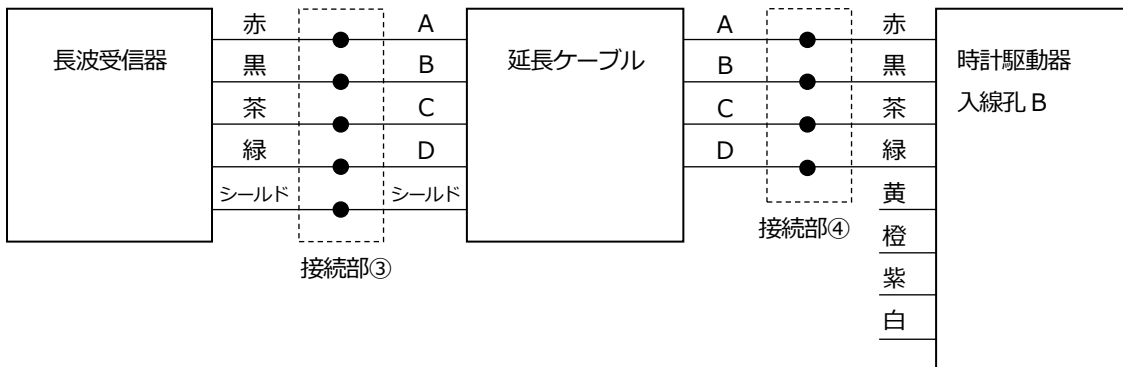 赤 A A 赤
長波受信器 黒 B 延長ケーブル B 黒 時計駆動器
茶 C C 茶 入線孔 B
緑 D D 緑
シールド シールド 黄
接続部④ 橙
接続部③ 紫
白